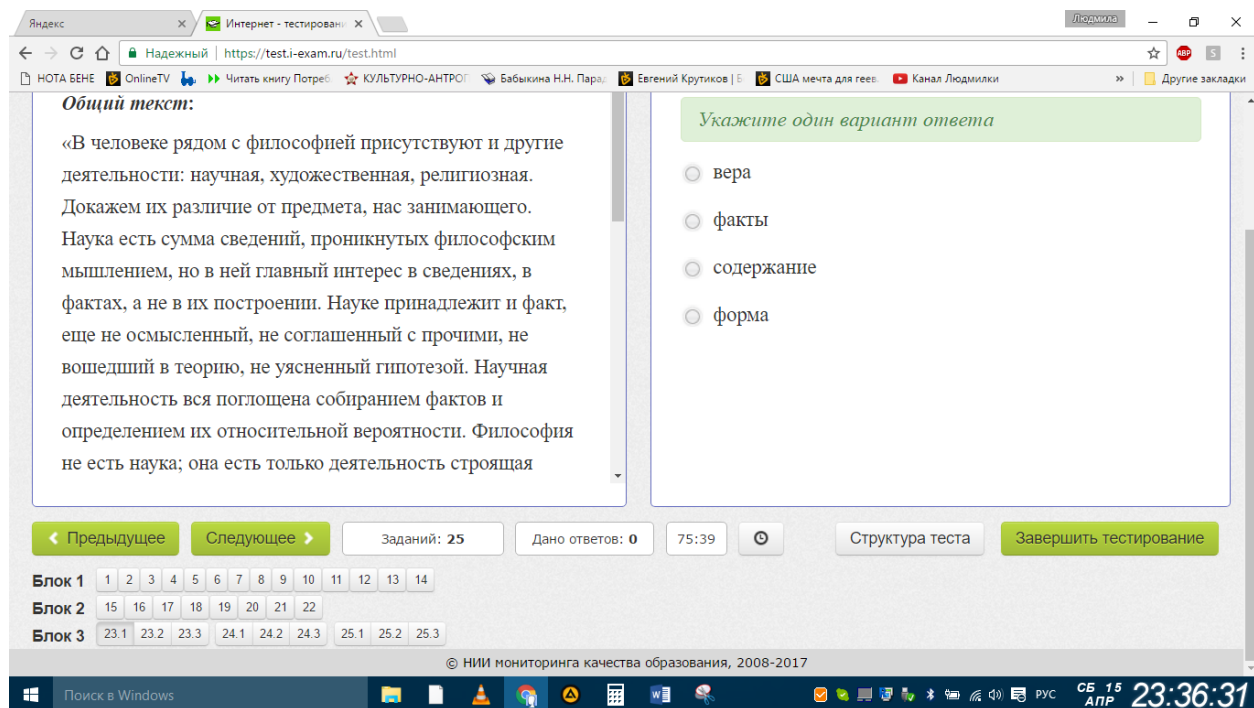 Яндекс
Интернет - тестировани
Людмила
Надежный | https://test.i-exam.ru/test.html
НОТА БЕНЕ OnlineTV Читать книгу Потреб КУЛЬТУРНО-АНТРОП Бабыкина Н.Н. Парад Евгений Крутиков | Б США мечта для геев. Канал Людмилки » Другие закладки
Общий текст:
«В человеке рядом с философией присутствуют и другие
деятельности: научная, художественная, религиозная.
Докажем их различие от предмета, нас занимающего.
Наука есть сумма сведений, проникнутых философским
мышлением, но в ней главный интерес в сведениях, в
фактах, а не в их построении. Науке принадлежит и факт,
еще не осмысленный, не соглашенный с прочими, не
вошедший в теорию, не уясненный гипотезой. Научная
деятельность вся поглощена собиранием фактов и
определением их относительной вероятности. Философия
не есть наука; она есть только деятельность строящая
Укажите один вариант ответа
вера
факты
содержание
форма
Предыдущее
Следующее
Заданий: 25
Дано ответов: 0
75:39
Структура теста
Завершить тестирование
Блок 1 1 2 3 4 5 6 7 8 9 10 11 12 13 14
Блок 2 15 16 17 18 19 20 21 22
Блок 3 23.1 23.2 23.3 24.1 24.2 24.3 25.1 25.2 25.3
© НИИ мониторинга качества образования, 2008-2017
Поиск в Windows
РУС
СБ 15
АПР
23:36:31